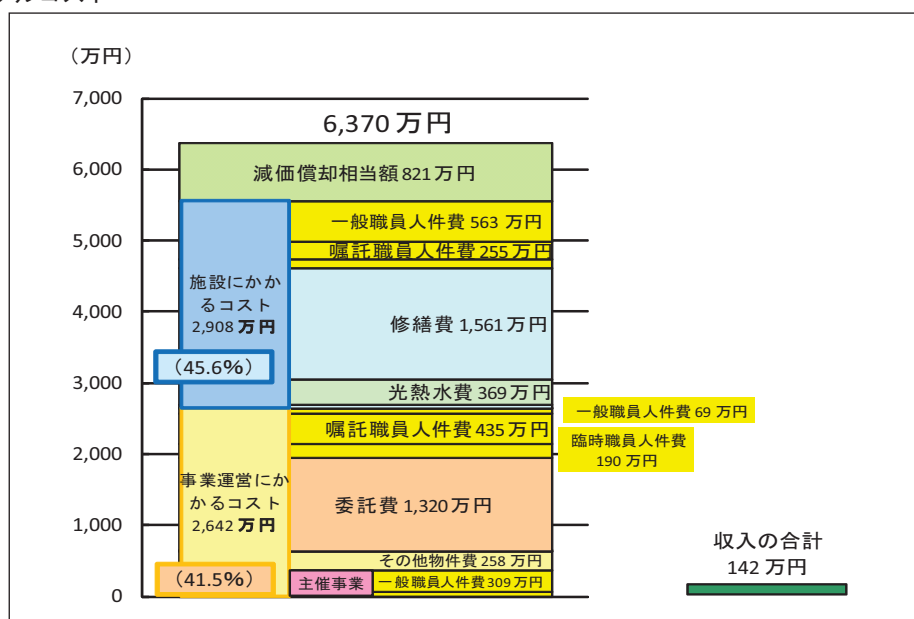 (万円)
7,000
6,000
5,000
4,000
3,000
2,000
1,000
0
6,370 万円
減価償却相当額 821 万円
施設にかか
るコスト
2,908 万円
(45.6%)
一般職員人件費 563 万円
嘱託職員人件費 255 万円
修繕費 1,561 万円
光熱水費 369 万円
一般職員人件費 69 万円
嘱託職員人件費 435 万円
臨時職員人件費
190 万円
事業運営にか
かるコスト
2,642 万円
(41.5%)
委託費 1,320 万円
その他物件費 258 万円
主催事業
一般職員人件費 309 万円
収入の合計
142 万円